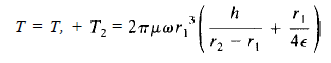 T = T, + T₂ = 2πμωr₁³ ( h / (r₂ − r₁) + r₁ / 4ϵ )